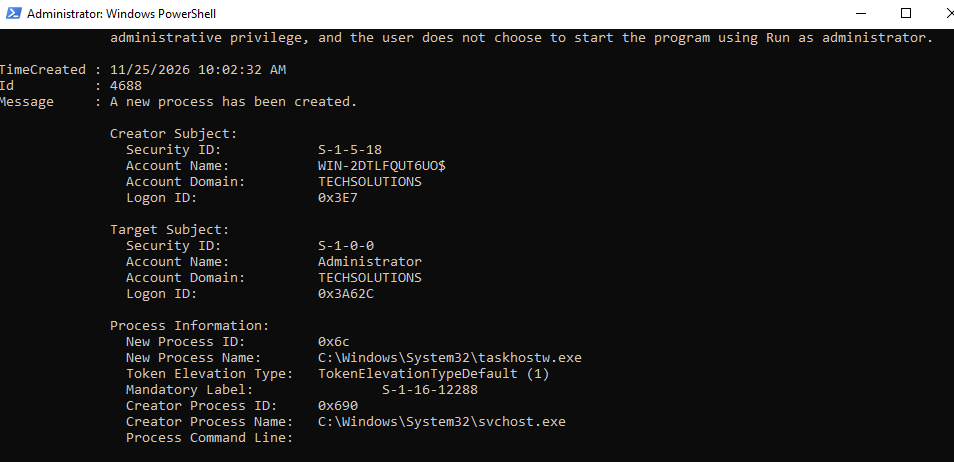 Administrator: Windows PowerShell
administrative privilege, and the user does not choose to start the program using Run as administrator.
TimeCreated : 11/25/2026 10:02:32 AM
Id : 4688
Message : A new process has been created.
Creator Subject:
Security ID: S-1-5-18
Account Name: WIN-2DTLFQUT6UO$
Account Domain: TECHSOLUTIONS
Logon ID: 0x3E7
Target Subject:
Security ID: S-1-0-0
Account Name: Administrator
Account Domain: TECHSOLUTIONS
Logon ID: 0x3A62C
Process Information:
New Process ID: 0x6c
New Process Name: C:\Windows\System32\taskhostw.exe
Token Elevation Type: TokenElevationTypeDefault (1)
Mandatory Label: S-1-16-12288
Creator Process ID: 0x690
Creator Process Name: C:\Windows\System32\svchost.exe
Process Command Line: